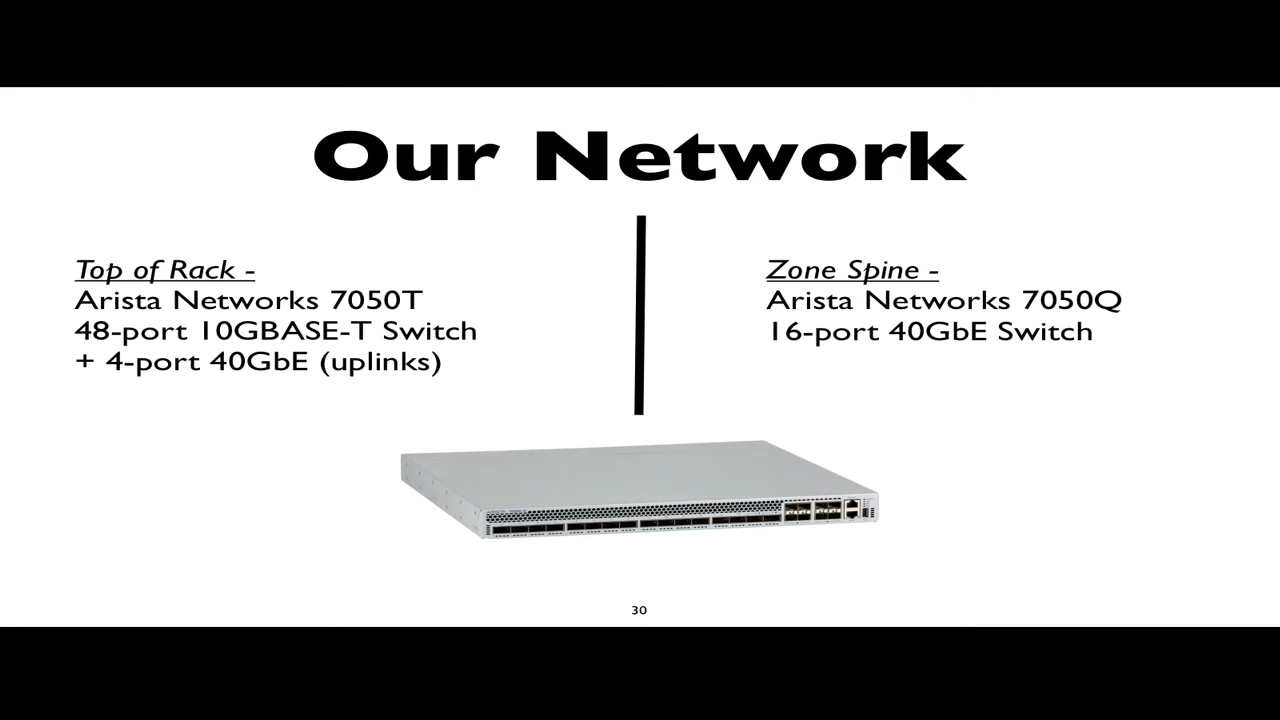 Our Network
Top of Rack -
Arista Networks 7050T
48-port 10GBASE-T Switch
+ 4-port 40GbE (uplinks)
Zone Spine -
Arista Networks 7050Q
16-port 40GbE Switch
30